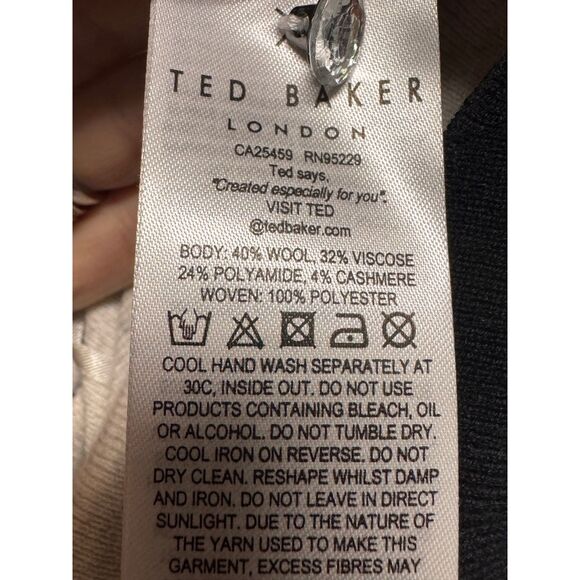 TED BAKER
LONDON
CA25459 RN95229
Ted says,
"Created especially for you".
VISIT TED
@tedbaker.com
BODY: 40% WOOL, 32% VISCOSE
24% POLYAMIDE, 4% CASHMERE
WOVEN: 100% POLYESTER
COOL HAND WASH SEPARATELY AT
30C, INSIDE OUT. DO NOT USE
PRODUCTS CONTAINING BLEACH, OIL
OR ALCOHOL. DO NOT TUMBLE DRY.
COOL IRON ON REVERSE. DO NOT
DRY CLEAN. RESHAPE WHILST DAMP
AND IRON. DO NOT LEAVE IN DIRECT
SUNLIGHT. DUE TO THE NATURE OF
THE YARN USED TO MAKE THIS
GARMENT, EXCESS FIBRES MAY